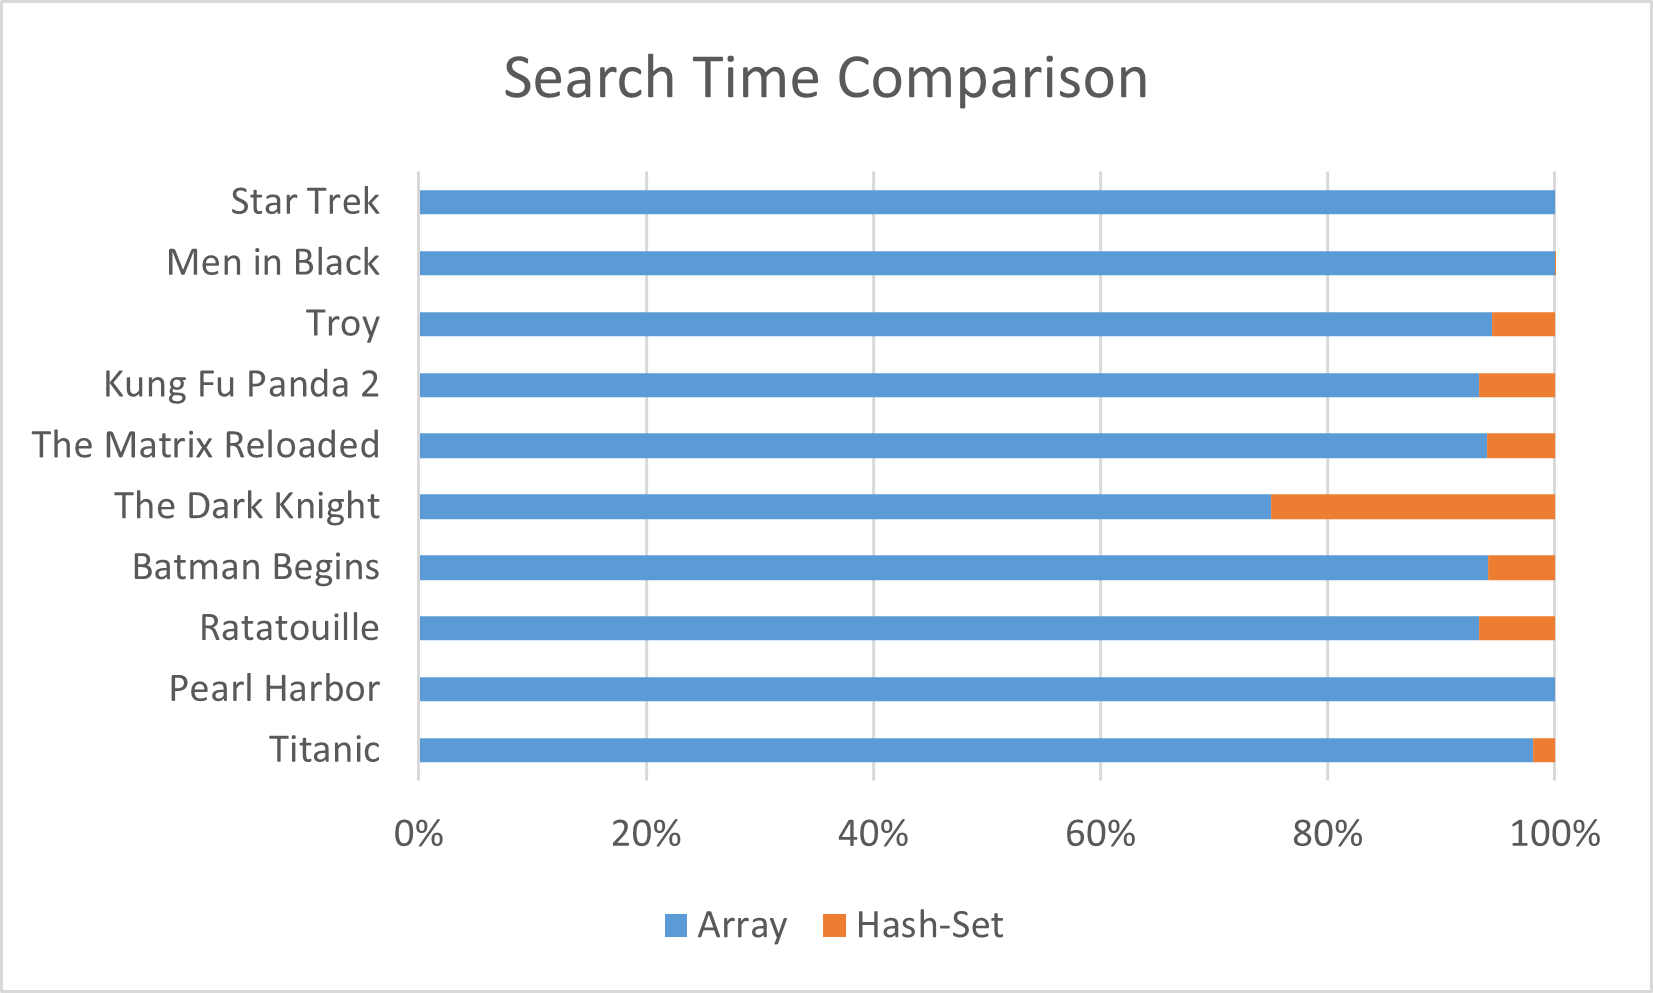 Search Time Comparison
Star Trek
Men in Black
Troy
Kung Fu Panda 2
The Matrix Reloaded
The Dark Knight
Batman Begins
Ratatouille
Pearl Harbor
Titanic
0% 20% 40% 60% 80% 100%
Array Hash-Set